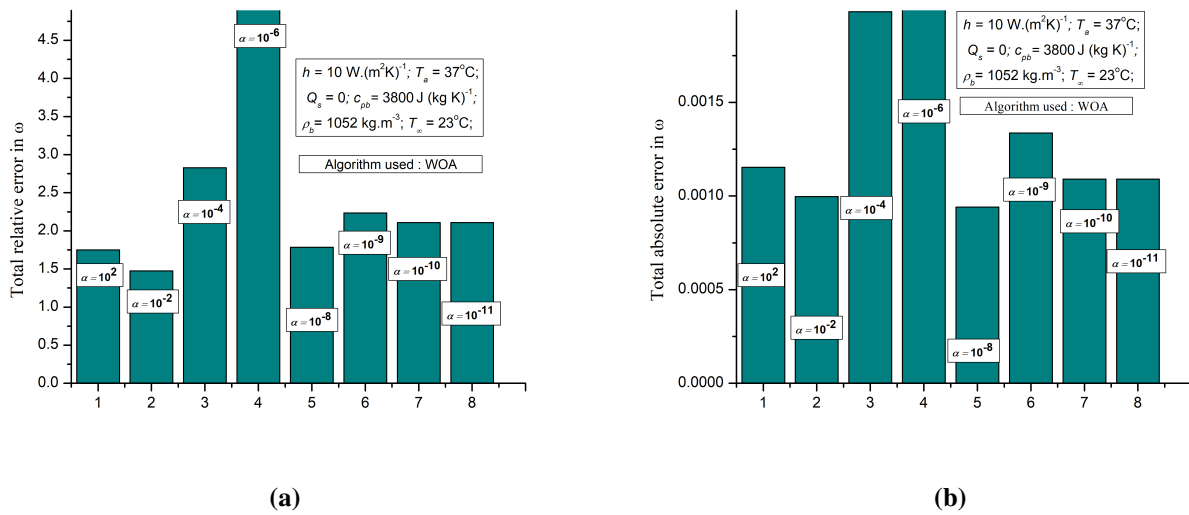 4.5
4.0
3.5
3.0
2.5
2.0
1.5
1.0
0.5
0.0
Total relative error in ω
1 2 3 4 5 6 7 8
α = 10^2
α = 10^-2
α = 10^-4
α = 10^-6
α = 10^-8
α = 10^-9
α = 10^-10
α = 10^-11
h = 10 W.(m^2K)^-1; T_a = 37°C;
Q_s = 0; c_pb = 3800 J (kg K)^-1;
ρ_b = 1052 kg.m^-3; T_∞ = 23°C;
Algorithm used : WOA
(a)
0.0015
0.0010
0.0005
0.0000
Total absolute error in ω
1 2 3 4 5 6 7 8
α = 10^2
α = 10^-2
α = 10^-4
α = 10^-6
α = 10^-8
α = 10^-9
α = 10^-10
α = 10^-11
h = 10 W.(m^2K)^-1; T_a = 37°C;
Q_s = 0; c_pb = 3800 J (kg K)^-1;
ρ_b = 1052 kg.m^-3; T_∞ = 23°C;
Algorithm used : WOA
(b)